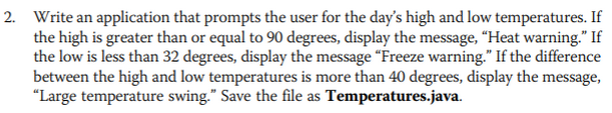 2. Write an application that prompts the user for the day's high and low temperatures. If
the high is greater than or equal to 90 degrees, display the message, “Heat warning.” If
the low is less than 32 degrees, display the message “Freeze warning.” If the difference
between the high and low temperatures is more than 40 degrees, display the message,
“Large temperature swing.” Save the file as Temperatures.java.